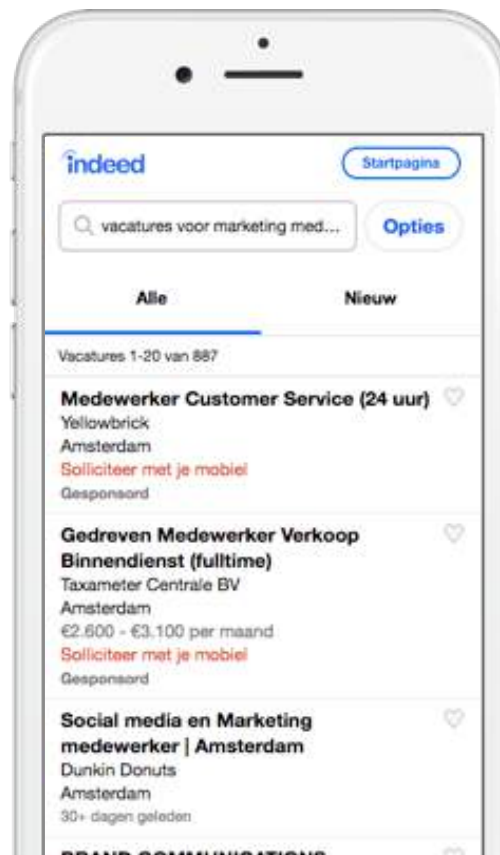 indeed
Startpagina
vacatures voor marketing med...
Opties
Alle
Nieuw
Vacatures 1-20 van 887
Medewerker Customer Service (24 uur)
Yellowbrick
Amsterdam
Solliciteer met je mobiel
Gesponsord
Gedreven Medewerker Verkoop
Binnendienst (fulltime)
Taxameter Centrale BV
Amsterdam
€2.600 - €3.100 per maand
Solliciteer met je mobiel
Gesponsord
Social media en Marketing
medewerker | Amsterdam
Dunkin Donuts
Amsterdam
30+ dagen geleden
BRAND COMMUNICATIONS